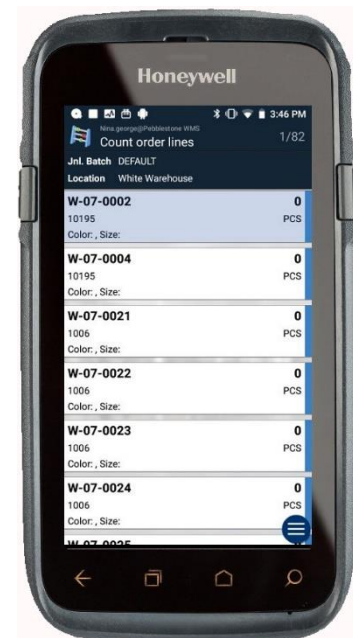 Honeywell
3:46 PM
Nina.george@Pebblestone WMS
Count order lines
1/82
Jnl. Batch DEFAULT
Location White Warehouse
W-07-0002 0
10195 PCS
Color: , Size:
W-07-0004 0
10195 PCS
Color: , Size:
W-07-0021 0
1006 PCS
Color: , Size:
W-07-0022 0
1006 PCS
Color: , Size:
W-07-0023 0
1006 PCS
Color: , Size:
W-07-0024 0
1006 PCS
Color: , Size:
W-07-0025